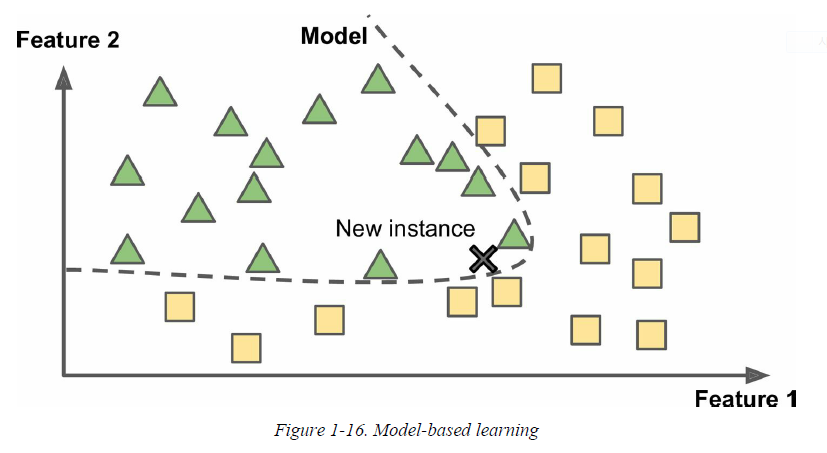 Feature 2
Model
New instance
Feature 1
Figure 1-16. Model-based learning